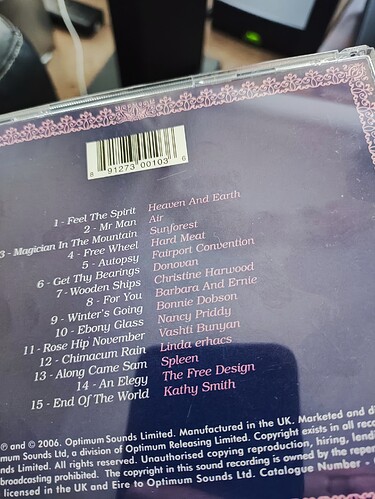 8 91273 00103 6
1 - Feel The Spirit Heaven And Earth
2 - Mr Man Air
3 - Magician In The Mountain Sunforest
4 - Free Wheel Hard Meat
5 - Autopsy Fairport Convention
6 - Get Thy Bearings Donovan
7 - Wooden Ships Christine Harwood
8 - For You Barbara And Ernie
9 - Winter's Going Bonnie Dobson
10 - Ebony Glass Nancy Priddy
11 - Rose Hip November Vashti Bunyan
12 - Chimacum Rain Linda erhacs
13 - Along Came Sam Spleen
14 - An Elegy The Free Design
15 - End Of The World Kathy Smith
℗ and © 2006. Optimum Sounds Limited. Manufactured in the UK. Marketed and di
mum Sounds Ltd, a division of Optimum Releasing Limited. Copyright exists in all reco
nds Limited. All rights reserved. Unauthorised copying reproduction, hiring, lendi
broadcasting prohibited. The copyright in this sound recording is owned by the repe
licensed in the UK and Eire to Optimum Sounds Ltd. Catalogue Number -